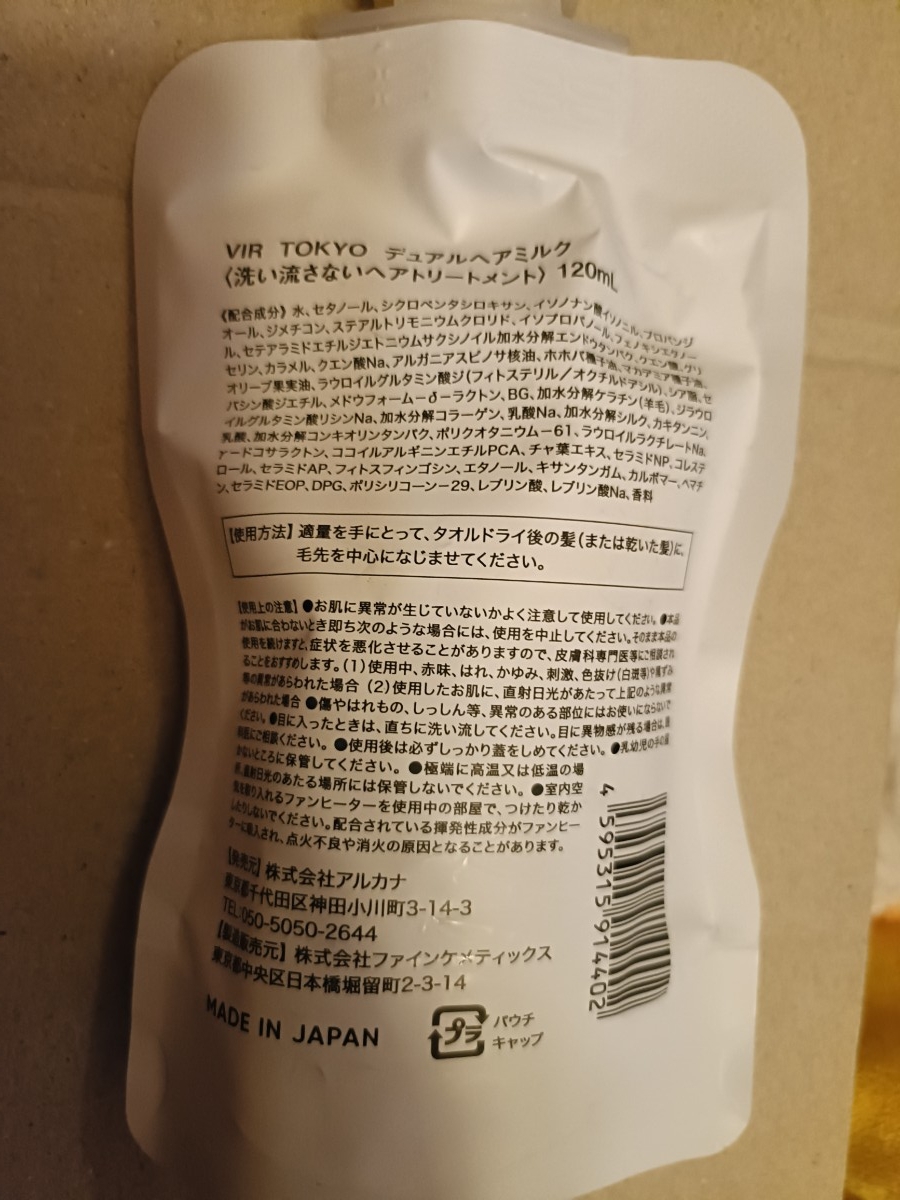 VIR TOKYO デュアルヘアミルク
〈洗い流さないヘアトリートメント〉 120mL
《配合成分》水、セタノール、シクロペンタシロキサン、イソノナン酸イソノニル、プロパンジ
オール、ジメチコン、ステアルトリモニウムクロリド、イソプロパノール、フェノキシエタノー
ル、セテアラミドエチルジエトニウムサクシノイル加水分解エンドウタンパク、クエン酸、グリ
セリン、カラメル、クエン酸Na、アルガニアスピノサ核油、ホホバ種子油、マカデミア種子油、
オリーブ果実油、ラウロイルグルタミン酸ジ(フィトステリル/オクチルドデシル)、シア脂、セ
バシン酸ジエチル、メドウフォーム-δ-ラクトン、BG、加水分解ケラチン(羊毛)、ジラウロ
イルグルタミン酸リシンNa、加水分解コラーゲン、乳酸Na、加水分解シルク、カキタンニン、
乳酸、加水分解コンキオリンタンパク、ポリクオタニウム-61、ラウロイルラクチレートNa、
ァードコサラクトン、ココイルアルギニンエチルPCA、チャ葉エキス、セラミドNP、コレステ
ロール、セラミドAP、フィトスフィンゴシン、エタノール、キサンタンガム、カルボマー、ヘマチ
ン、セラミドEOP、DPG、ポリシリコーン-29、レブリン酸、レブリン酸Na、香料
【使用方法】適量を手にとって、タオルドライ後の髪(または乾いた髪)に、
毛先を中心になじませてください。
【使用上の注意】●お肌に異常が生じていないかよく注意して使用してください。●本品
がお肌に合わないとき即ち次のような場合には、使用を中止してください。そのまま本品の
使用を続けますと、症状を悪化させることがありますので、皮膚科専門医等にご相談され
ることをおすすめします。(1)使用中、赤味、はれ、かゆみ、刺激、色抜け(白斑等)や黒ずみ
等の異常があらわれた場合 (2)使用したお肌に、直射日光があたって上記のような異常
があらわれた場合 ●傷やはれもの、しっしん等、異常のある部位にはお使いにならないで
ください。●目に入ったときは、直ちに洗い流してください。目に異物感が残る場合は、眼
科医にご相談ください。 ●使用後は必ずしっかり蓋をしめてください。 ●乳幼児の手の届
かないところに保管してください。 ●極端に高温又は低温の場
所、直射日光のあたる場所には保管しないでください。 ●室内空
気を取り入れるファンヒーターを使用中の部屋で、つけたり乾か
したりしないでください。配合されている揮発性成分がファンヒー
ターに吸入され、点火不良や消火の原因となることがあります。
【発売元】株式会社アルカナ
東京都千代田区神田小川町3-14-3
TEL:050-5050-2644
【製造販売元】 株式会社ファインケメティックス
東京都中央区日本橋堀留町2-3-14
MADE IN JAPAN
プラ
パウチ
キャップ
4 595315 914402